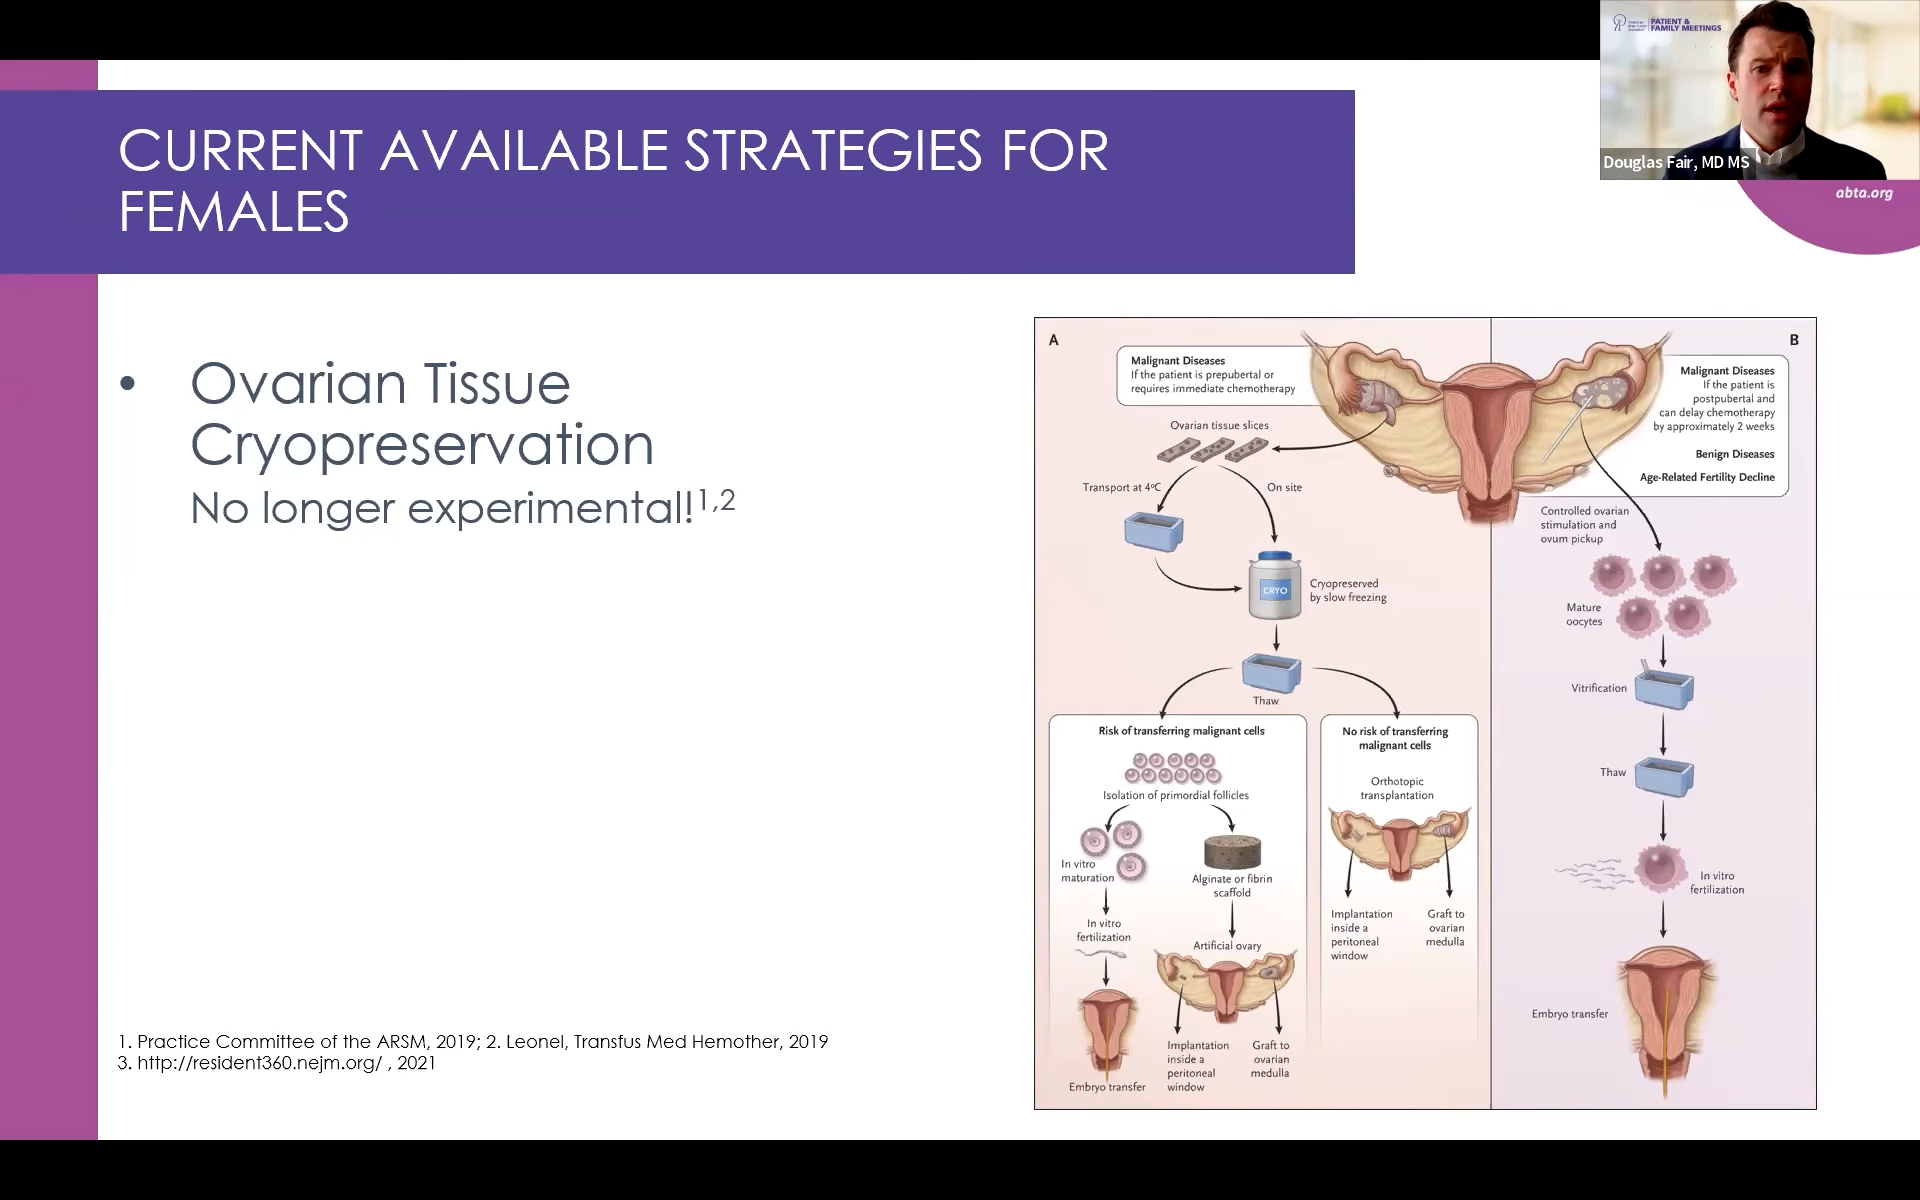 American
Brain Tumor
Association
PATIENT &
FAMILY MEETINGS
Douglas Fair, MD MS
abta.org
CURRENT AVAILABLE STRATEGIES FOR
FEMALES
• Ovarian Tissue
Cryopreservation
No longer experimental!1,2
1. Practice Committee of the ARSM, 2019; 2. Leonel, Transfus Med Hemother, 2019
3. http://resident360.nejm.org/ , 2021
A
Malignant Diseases
If the patient is prepubertal or
requires immediate chemotherapy
Ovarian tissue slices
Transport at 4°C
On site
CRYO
Cryopreserved
by slow freezing
Thaw
Risk of transferring malignant cells
Isolation of primordial follicles
In vitro
maturation
Alginate or fibrin
scaffold
In vitro
fertilization
Artificial ovary
Implantation
inside a
peritoneal
window
Graft to
ovarian
medulla
Embryo transfer
No risk of transferring
malignant cells
Orthotopic
transplantation
Implantation
inside a
peritoneal
window
Graft to
ovarian
medulla
B
Malignant Diseases
If the patient is
postpubertal and
can delay chemotherapy
by approximately 2 weeks
Benign Diseases
Age-Related Fertility Decline
Controlled ovarian
stimulation and
ovum pickup
Mature
oocytes
Vitrification
Thaw
In vitro
fertilization
Embryo transfer